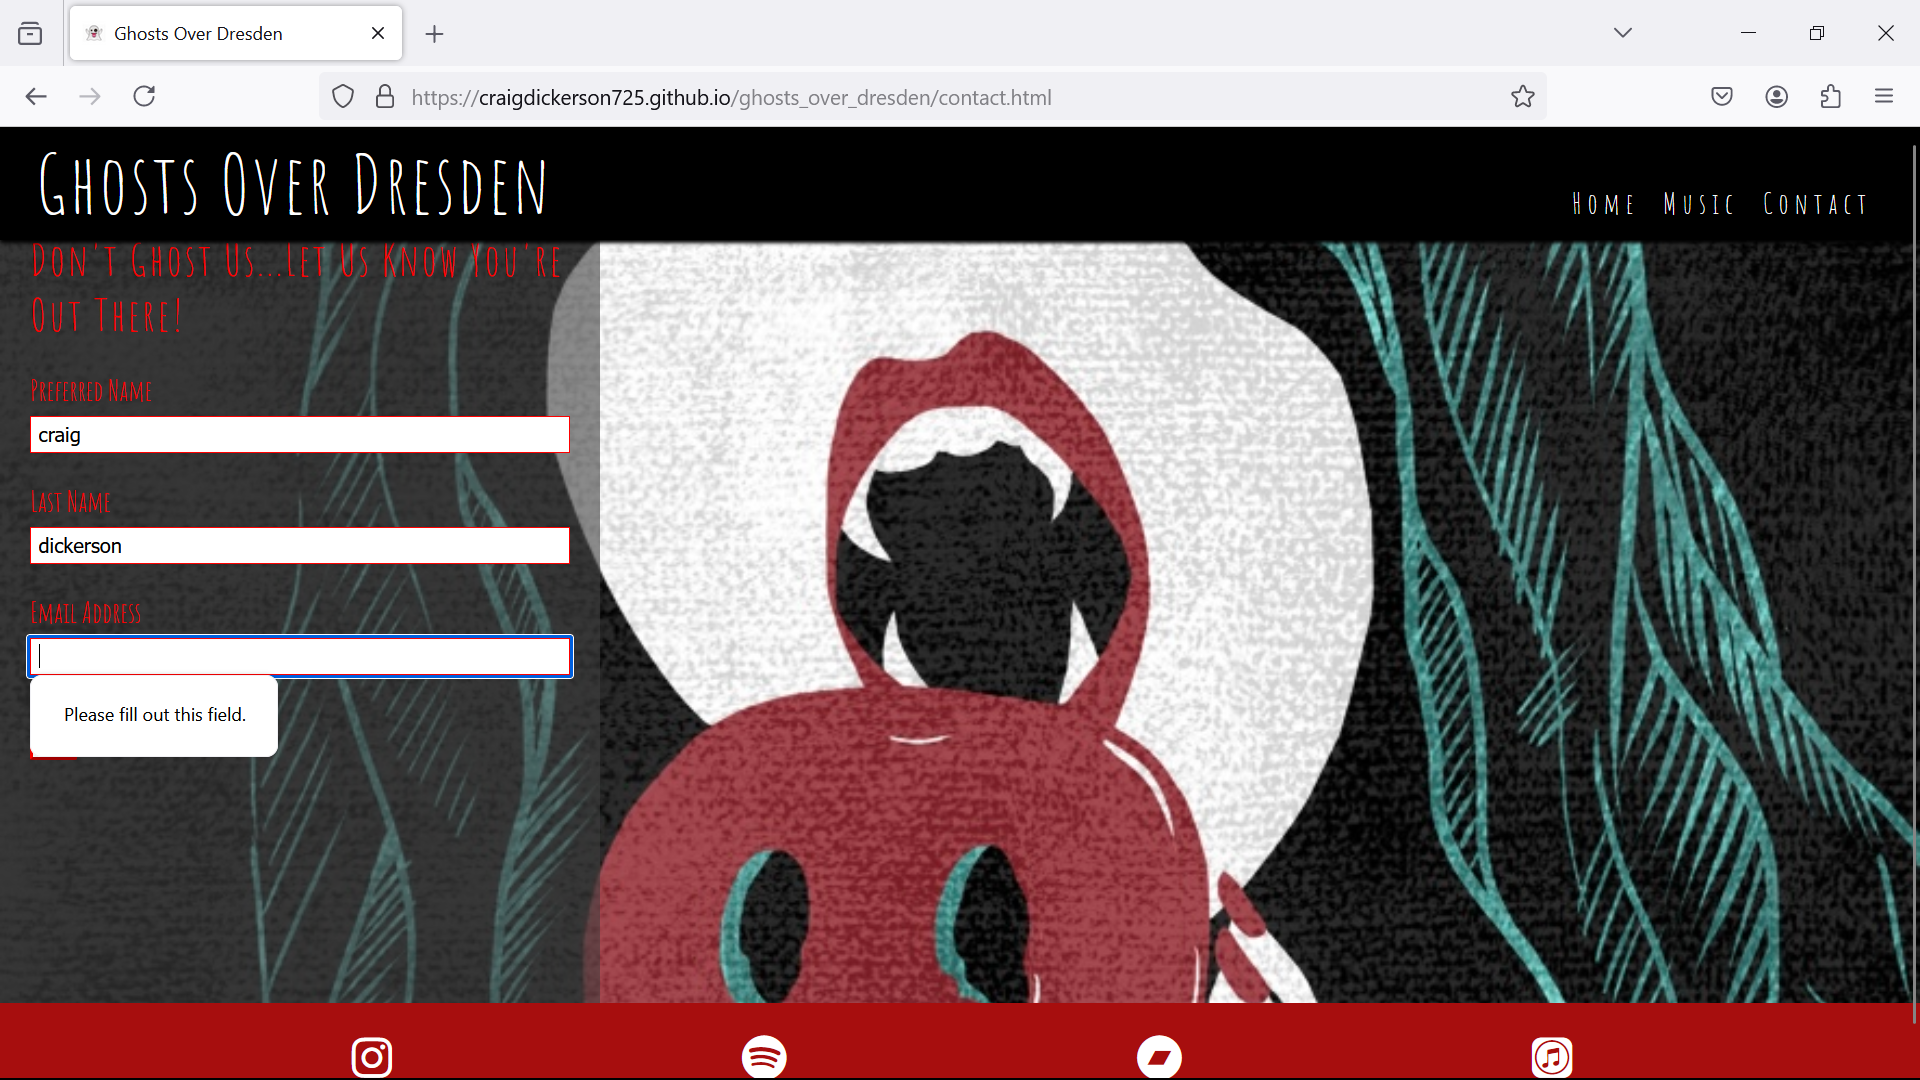 Ghosts Over Dresden
https://craigdickerson725.github.io/ghosts_over_dresden/contact.html
Ghosts Over Dresden
Home Music Contact
Don't Ghost Us...Let Us Know You're
Out There!
Preferred Name
craig
Last Name
dickerson
Email Address
Please fill out this field.